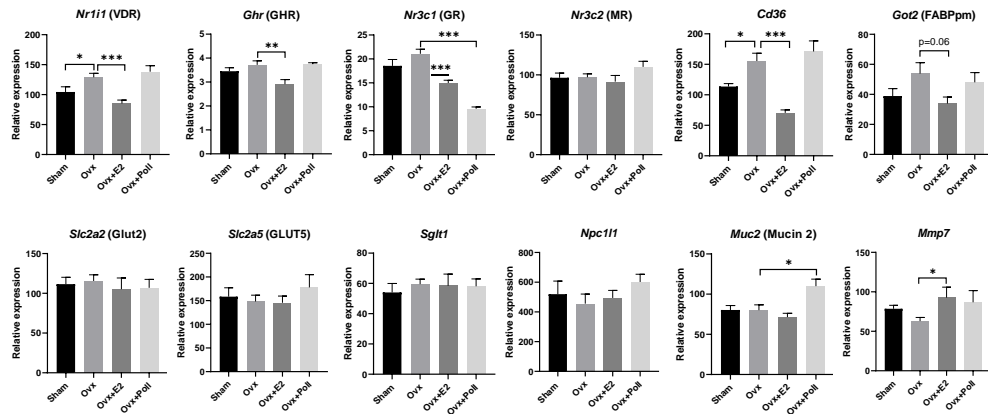 Nr1i1 (VDR)
Relative expression
200
150
100
50
0
*
***
Sham
Ovx
Ovx+E2
Ovx+Poll
Ghr (GHR)
Relative expression
6
5
4
3
2
1
0
**
Sham
Ovx
Ovx+E2
Ovx+Poll
Nr3c1 (GR)
Relative expression
25
20
15
10
5
0
***
***
Sham
Ovx
Ovx+E2
Ovx+Poll
Nr3c2 (MR)
Relative expression
200
150
100
50
0
Sham
Ovx
Ovx+E2
Ovx+Poll
Cd36
Relative expression
200
150
100
50
0
*
***
Sham
Ovx
Ovx+E2
Ovx+Poll
Got2 (FABPpm)
Relative expression
80
60
40
20
0
p=0.06
Sham
Ovx
Ovx+E2
Ovx+Poll
Slc2a2 (Glut2)
Relative expression
200
150
100
50
0
Sham
Ovx
Ovx+E2
Ovx+Poll
Slc2a5 (GLUT5)
Relative expression
300
200
100
0
Sham
Ovx
Ovx+E2
Ovx+Poll
Sglt1
Relative expression
100
80
60
40
20
0
Sham
Ovx
Ovx+E2
Ovx+Poll
Npc1l1
Relative expression
800
600
400
200
0
Sham
Ovx
Ovx+E2
Ovx+Poll
Muc2 (Mucin 2)
Relative expression
150
100
50
0
*
Sham
Ovx
Ovx+E2
Ovx+Poll
Mmp7
Relative expression
150
100
50
0
*
Sham
Ovx
Ovx+E2
Ovx+Poll